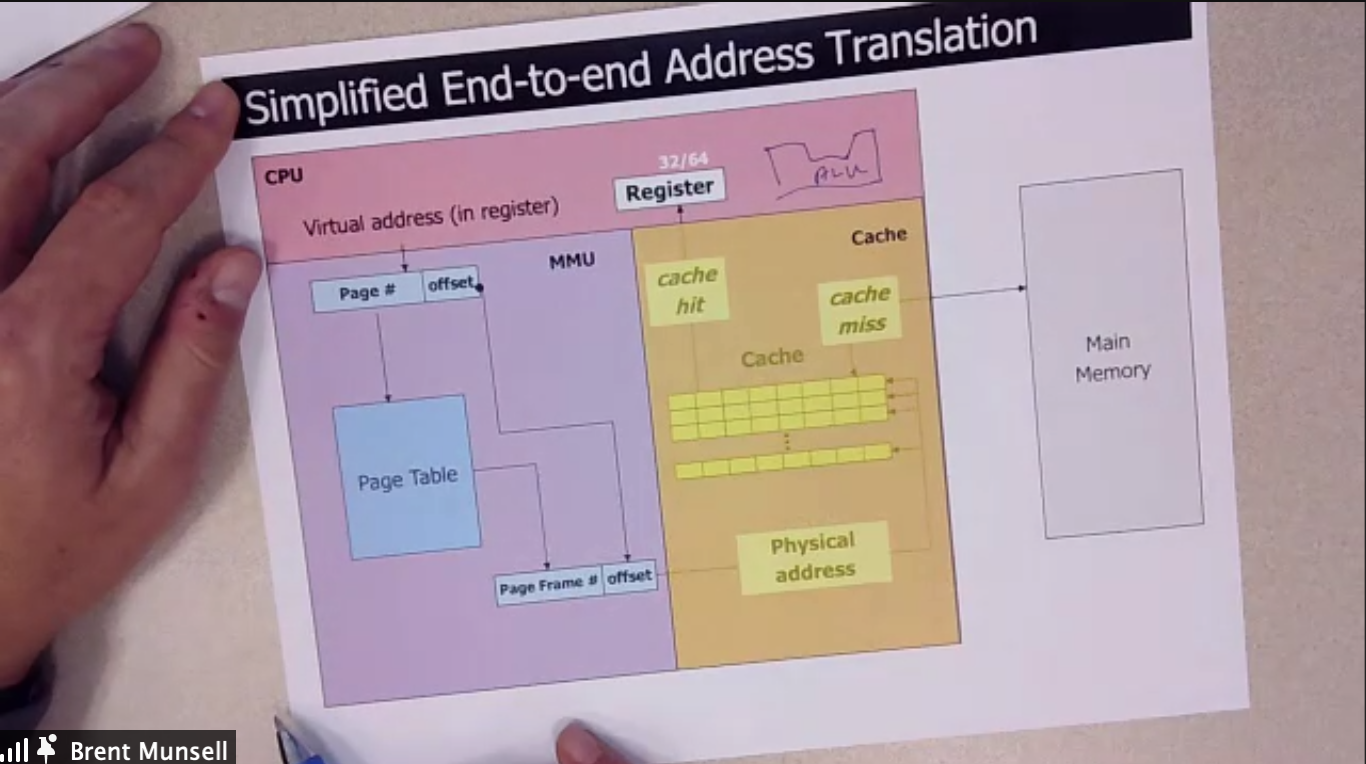 Simplified End-to-end Address Translation
CPU
32/64
Register
ALU
Virtual address (in register)
MMU
Cache
Page #
offset
cache
hit
cache
miss
Cache
Main
Memory
Page Table
Physical
address
Page Frame #
offset
Brent Munsell